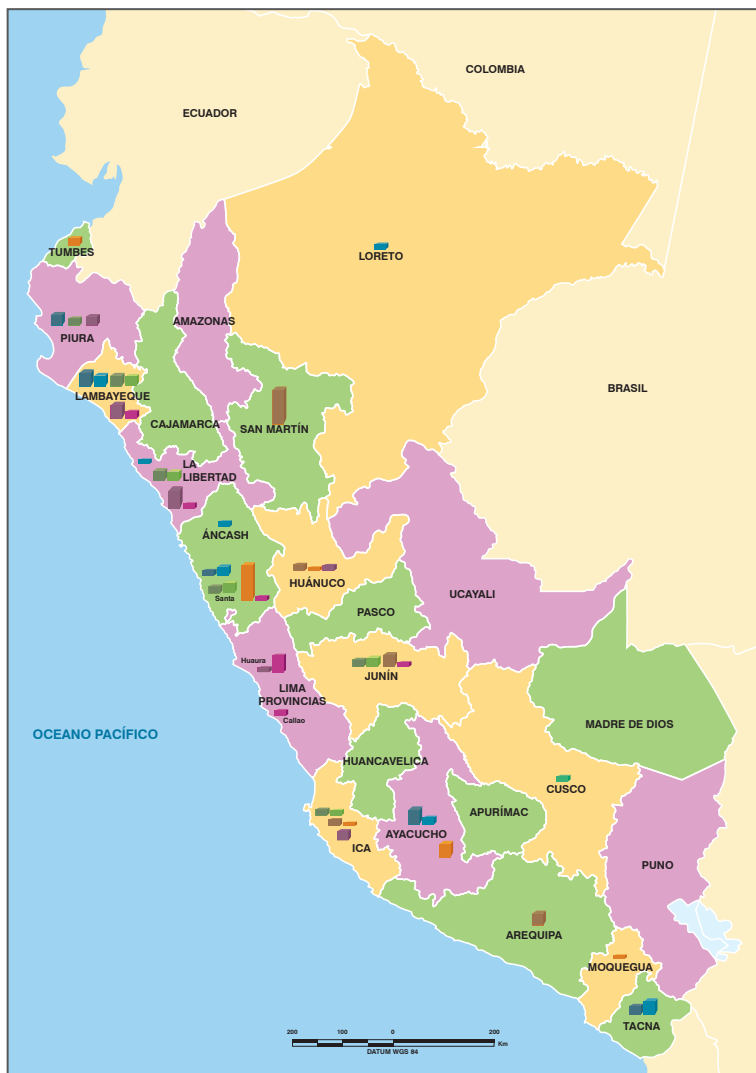 COLOMBIA
ECUADOR
TUMBES
LORETO
AMAZONAS
PIURA
BRASIL
LAMBAYEQUE
CAJAMARCA
SAN MARTÍN
LA
LIBERTAD
ÁNCASH
HUÁNUCO
UCAYALI
Santa
PASCO
Huaura
JUNÍN
LIMA
PROVINCIAS
Callao
MADRE DE DIOS
OCEANO PACÍFICO
HUANCAVELICA
CUSCO
APURÍMAC
AYACUCHO
ICA
PUNO
AREQUIPA
MOQUEGUA
TACNA
200 100 0 200
Km
DATUM WGS 84